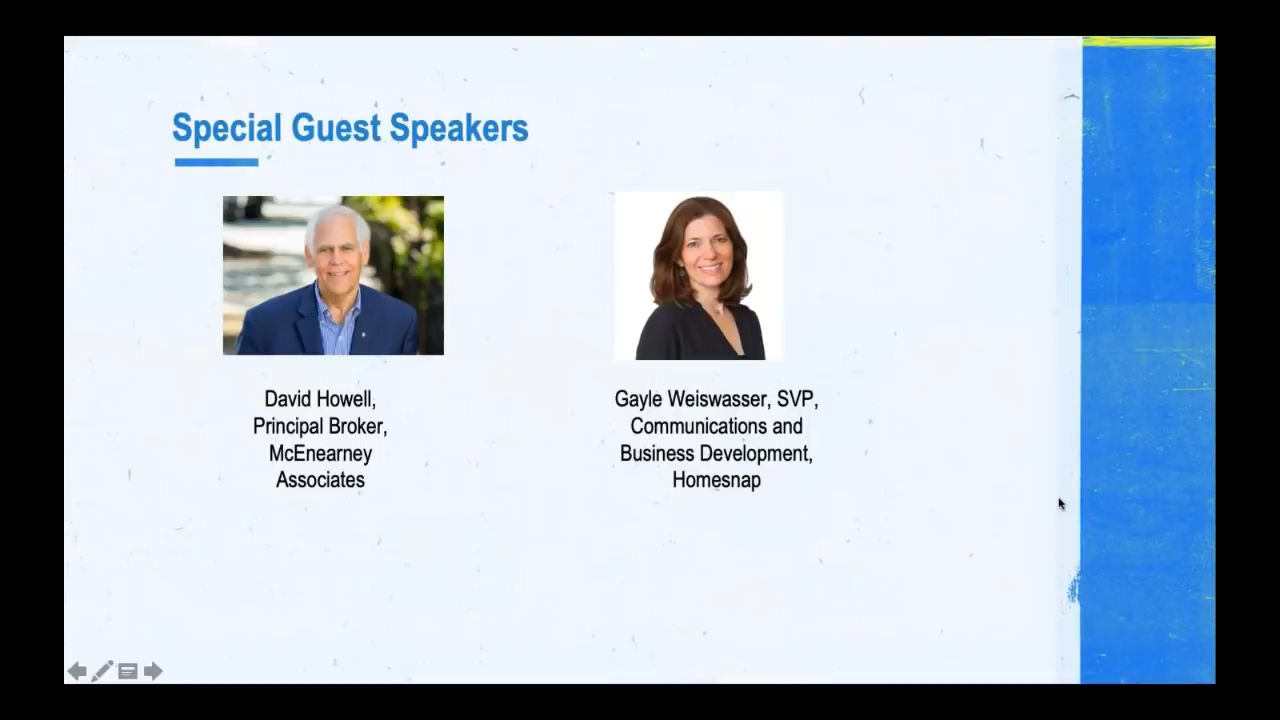 Special Guest Speakers
David Howell,
Principal Broker,
McEnearney
Associates
Gayle Weiswasser, SVP,
Communications and
Business Development,
Homesnap